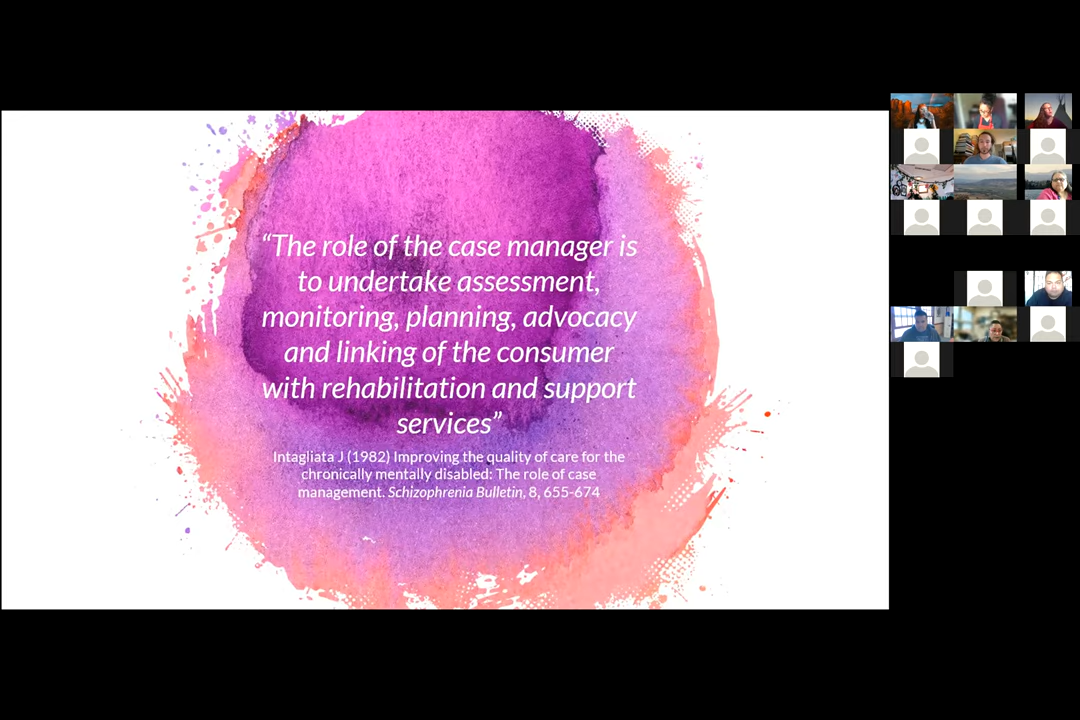 “The role of the case manager is
to undertake assessment,
monitoring, planning, advocacy
and linking of the consumer
with rehabilitation and support
services”
Intagliata J (1982) Improving the quality of care for the
chronically mentally disabled: The role of case
management. Schizophrenia Bulletin, 8, 655-674